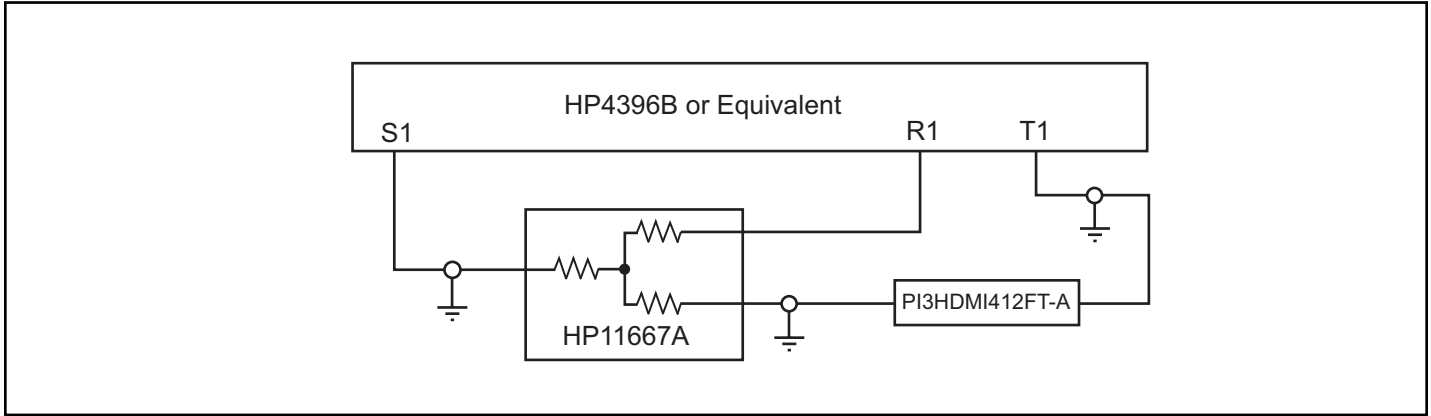 HP4396B or Equivalent
S1
R1
T1
PI3HDMI412FT-A
HP11667A